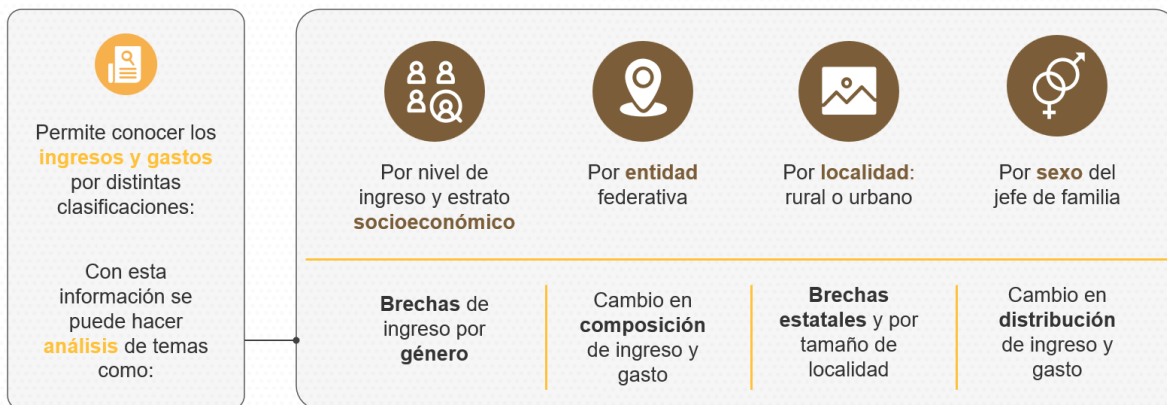 Permite conocer los
ingresos y gastos
por distintas
clasificaciones:
Con esta
información se
puede hacer
análisis de temas
como:
Por nivel de
ingreso y estrato
socioeconómico
Por entidad
federativa
Por localidad:
rural o urbano
Por sexo del
jefe de familia
Brechas de
ingreso por
género
Cambio en
composición
de ingreso y
gasto
Brechas
estatales y por
tamaño de
localidad
Cambio en
distribución
de ingreso y
gasto